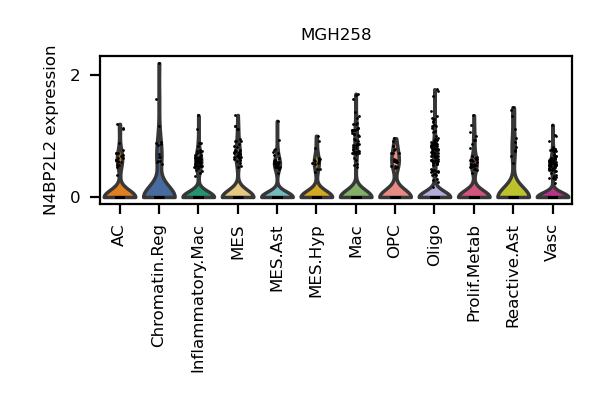 MGH258
N4BP2L2 expression
2
0
AC
Chromatin.Reg
Inflammatory.Mac
MES
MES.Ast
MES.Hyp
Mac
OPC
Oligo
Prolif.Metab
Reactive.Ast
Vasc